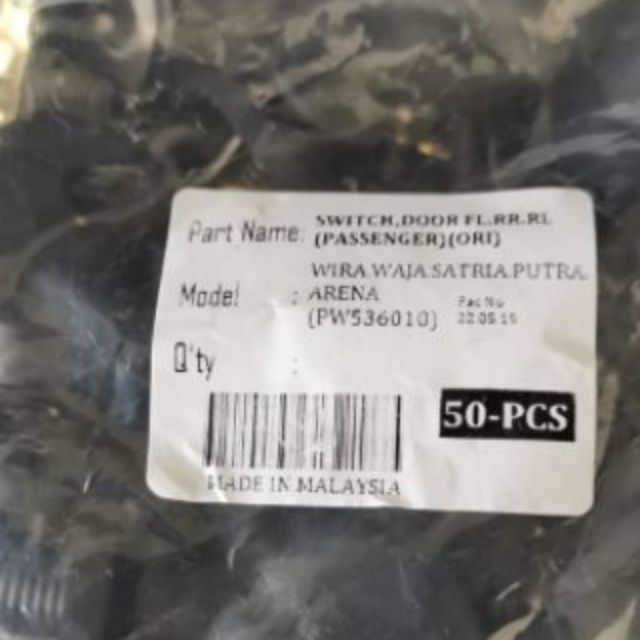 Part Name: SWITCH,DOOR FL.RR.RL
(PASSENGER)(ORI)
Model : WIRA.WAJA.SATRIA.PUTRA.
ARENA
(PW536010)
Pac No
22.05.15
Q'ty :
50-PCS
MADE IN MALAYSIA